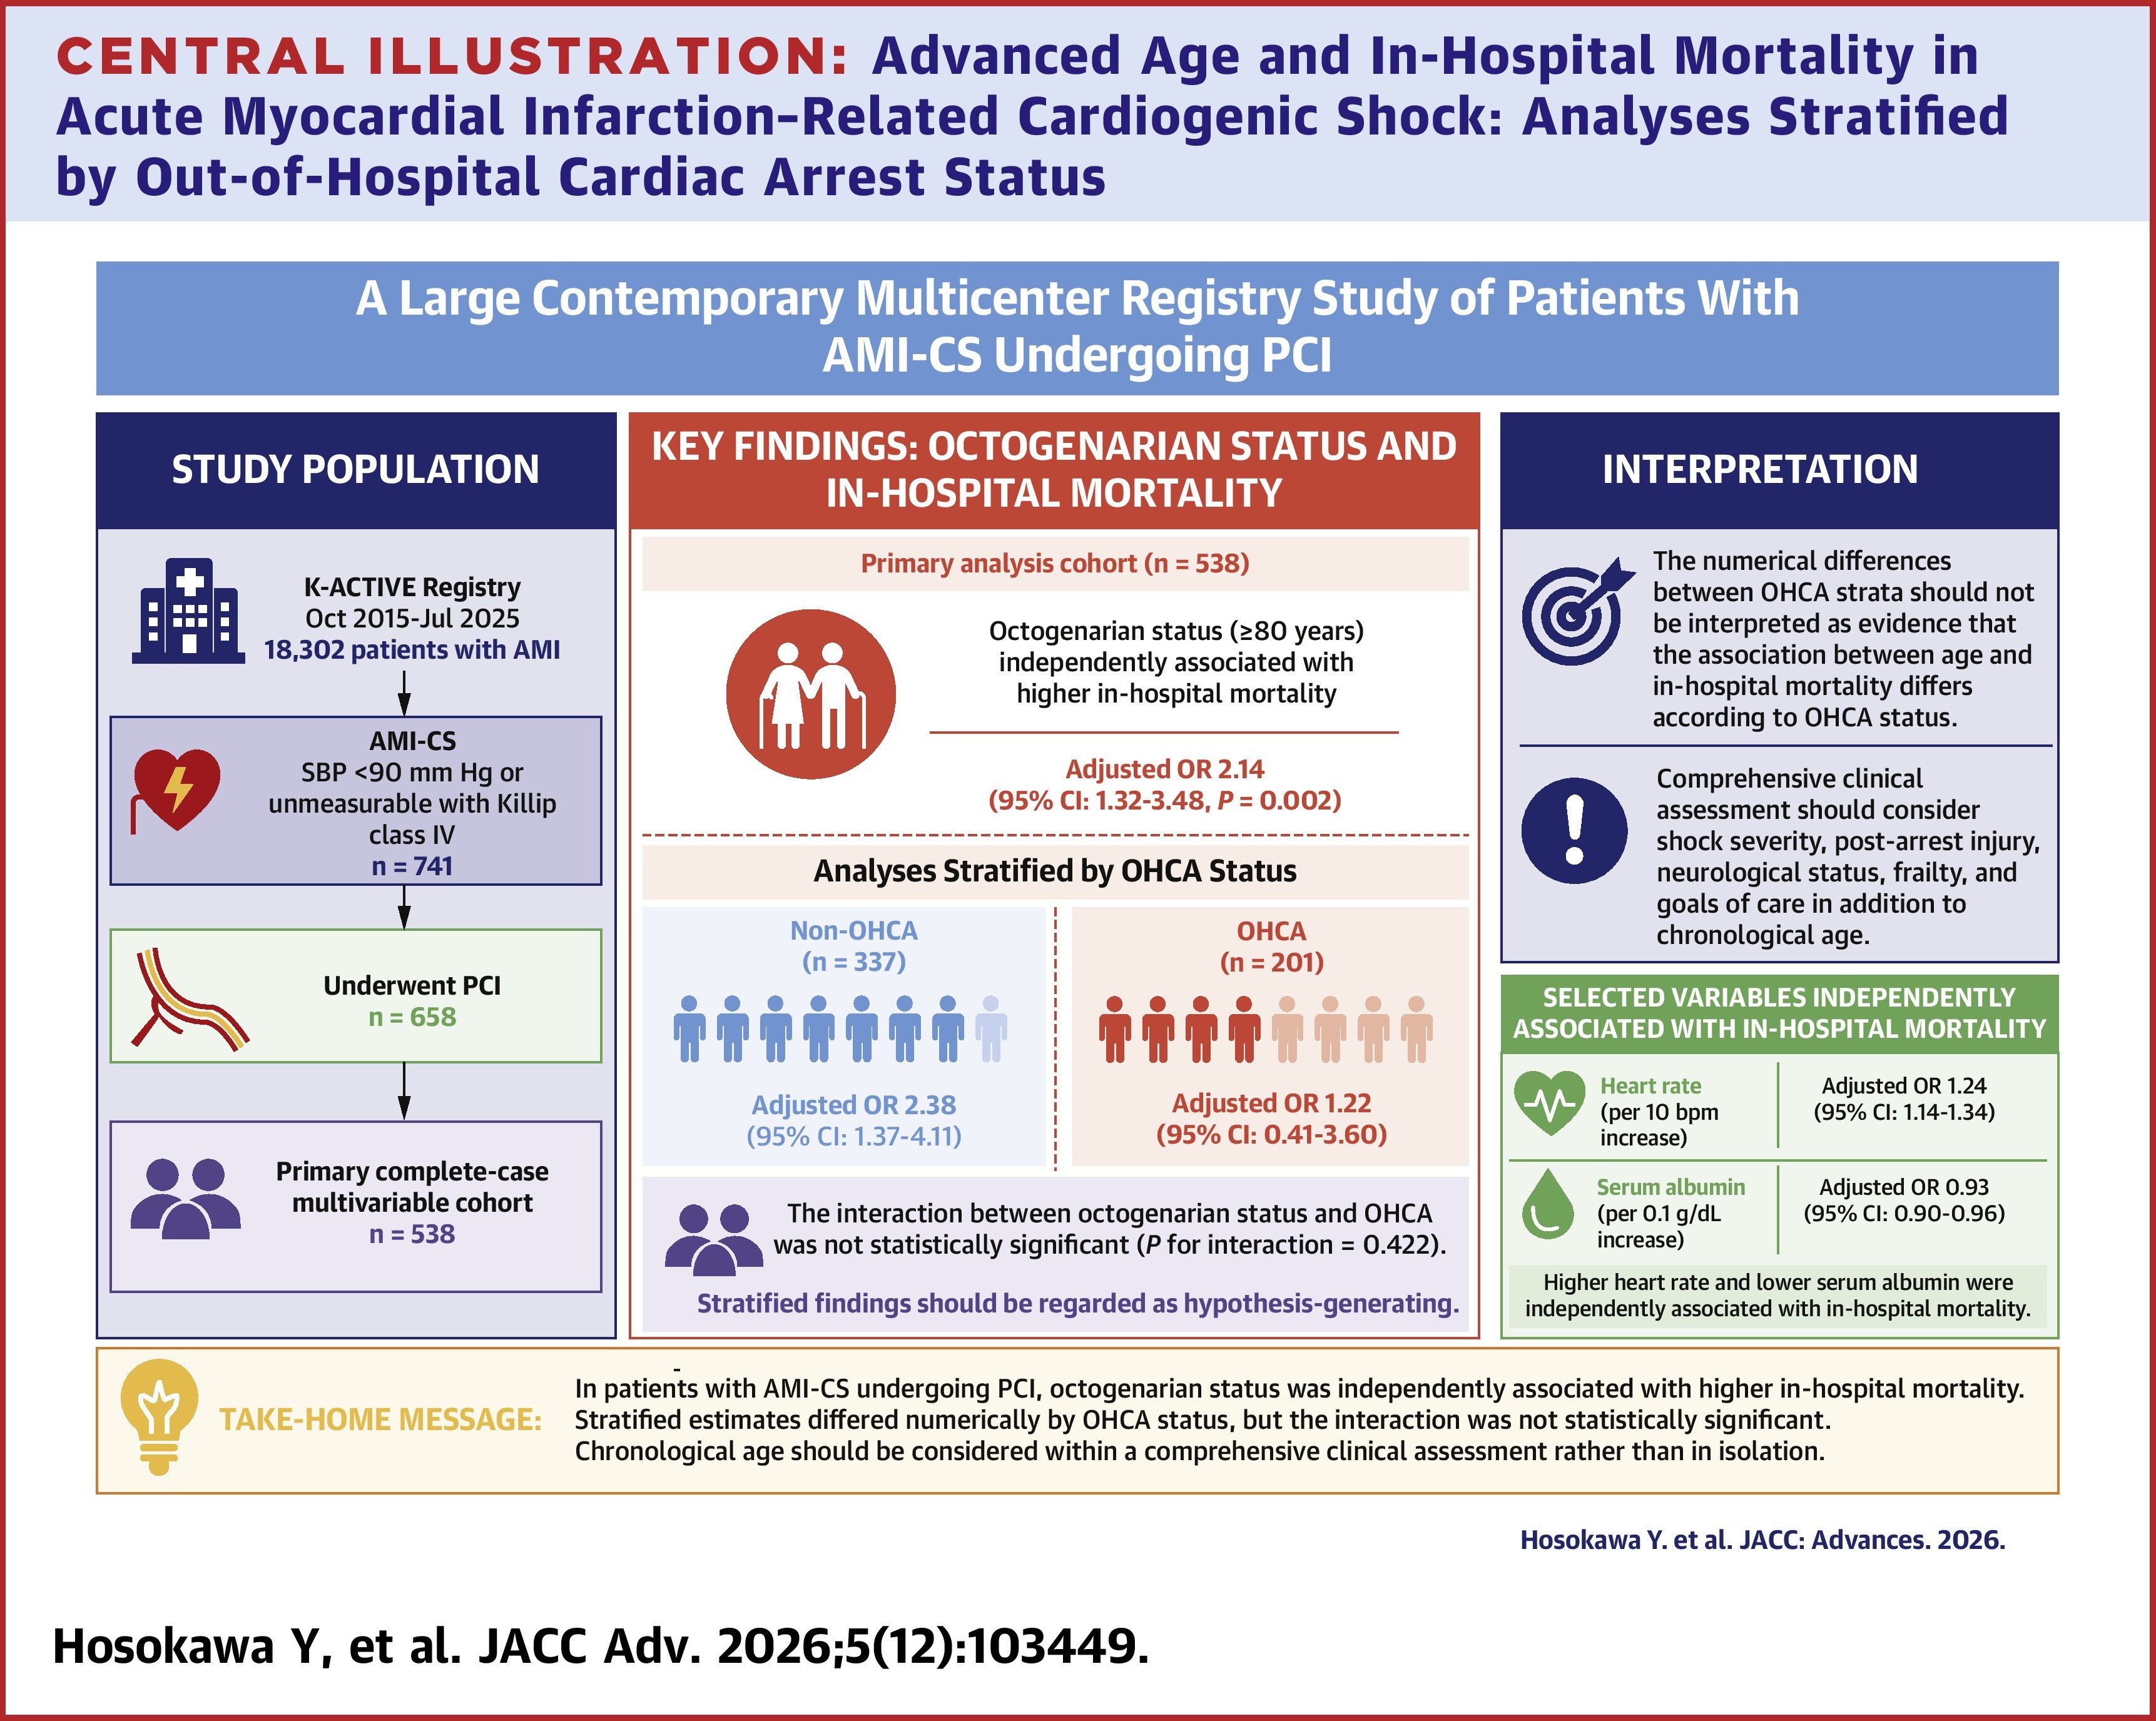 CENTRAL ILLUSTRATION: Advanced Age and In-Hospital Mortality in
Acute Myocardial Infarction–Related Cardiogenic Shock: Analyses Stratified
by Out-of-Hospital Cardiac Arrest Status
A Large Contemporary Multicenter Registry Study of Patients With
AMI-CS Undergoing PCI
STUDY POPULATION
K-ACTIVE Registry
Oct 2015-Jul 2025
18,302 patients with AMI
AMI-CS
SBP <90 mm Hg or
unmeasurable with Killip
class IV
n = 741
Underwent PCI
n = 658
Primary complete-case
multivariable cohort
n = 538
KEY FINDINGS: OCTOGENARIAN STATUS AND
IN-HOSPITAL MORTALITY
Primary analysis cohort (n = 538)
Octogenarian status (≥80 years)
independently associated with
higher in-hospital mortality
Adjusted OR 2.14
(95% CI: 1.32-3.48, P = 0.002)
Analyses Stratified by OHCA Status
Non-OHCA
(n = 337)
Adjusted OR 2.38
(95% CI: 1.37-4.11)
OHCA
(n = 201)
Adjusted OR 1.22
(95% CI: 0.41-3.60)
The interaction between octogenarian status and OHCA
was not statistically significant (P for interaction = 0.422).
Stratified findings should be regarded as hypothesis-generating.
INTERPRETATION
The numerical differences
between OHCA strata should not
be interpreted as evidence that
the association between age and
in-hospital mortality differs
according to OHCA status.
Comprehensive clinical
assessment should consider
shock severity, post-arrest injury,
neurological status, frailty, and
goals of care in addition to
chronological age.
SELECTED VARIABLES INDEPENDENTLY
ASSOCIATED WITH IN-HOSPITAL MORTALITY
Heart rate
(per 10 bpm
increase)
Adjusted OR 1.24
(95% CI: 1.14-1.34)
Serum albumin
(per 0.1 g/dL
increase)
Adjusted OR 0.93
(95% CI: 0.90-0.96)
Higher heart rate and lower serum albumin were
independently associated with in-hospital mortality.
TAKE-HOME MESSAGE:
In patients with AMI-CS undergoing PCI, octogenarian status was independently associated with higher in-hospital mortality.
Stratified estimates differed numerically by OHCA status, but the interaction was not statistically significant.
Chronological age should be considered within a comprehensive clinical assessment rather than in isolation.
Hosokawa Y. et al. JACC: Advances. 2026.
Hosokawa Y, et al. JACC Adv. 2026;5(12):103449.